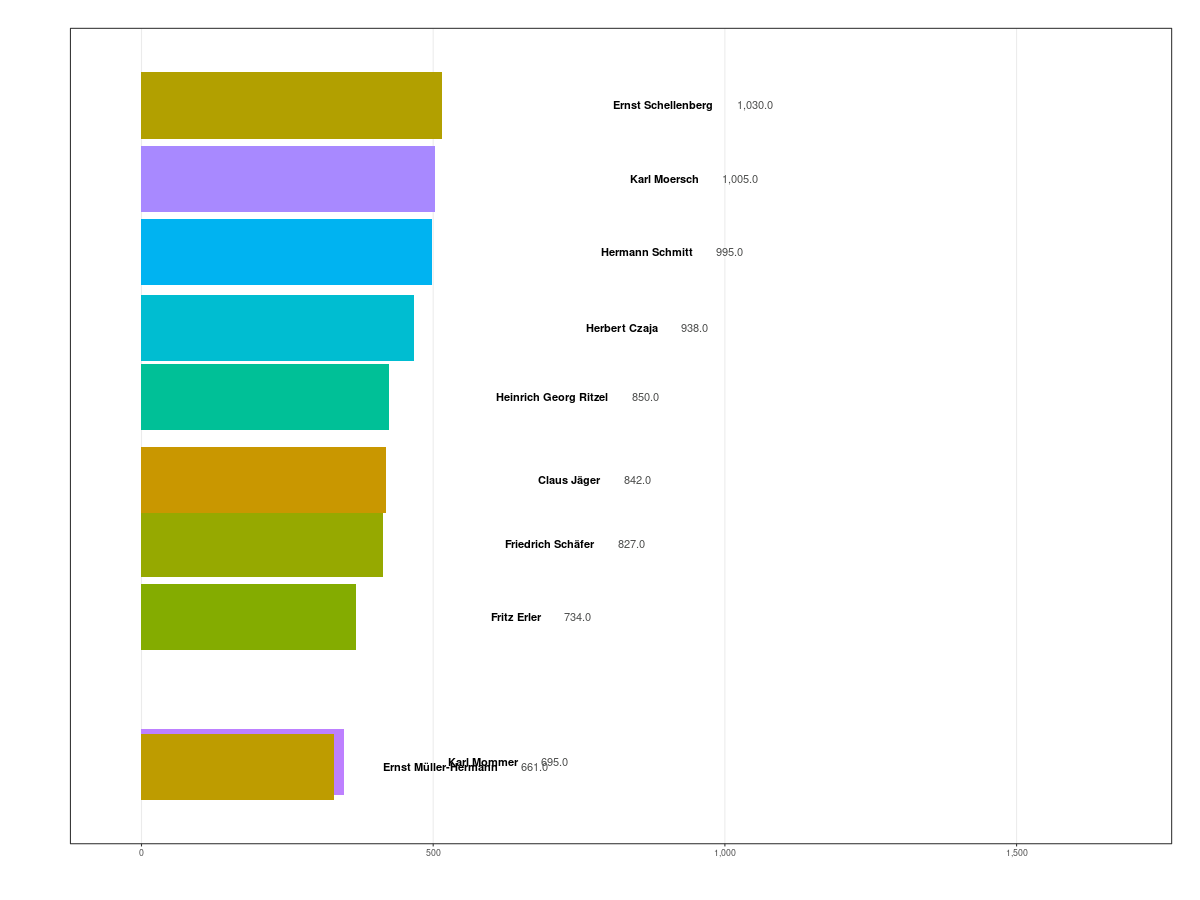 Ernst Schellenberg 1,030.0
Karl Moersch 1,005.0
Hermann Schmitt 995.0
Herbert Czaja 938.0
Heinrich Georg Ritzel 850.0
Claus Jäger 842.0
Friedrich Schäfer 827.0
Fritz Erler 734.0
Karl Mommer 695.0
Ernst Müller-Hermann 661.0
0 500 1,000 1,500